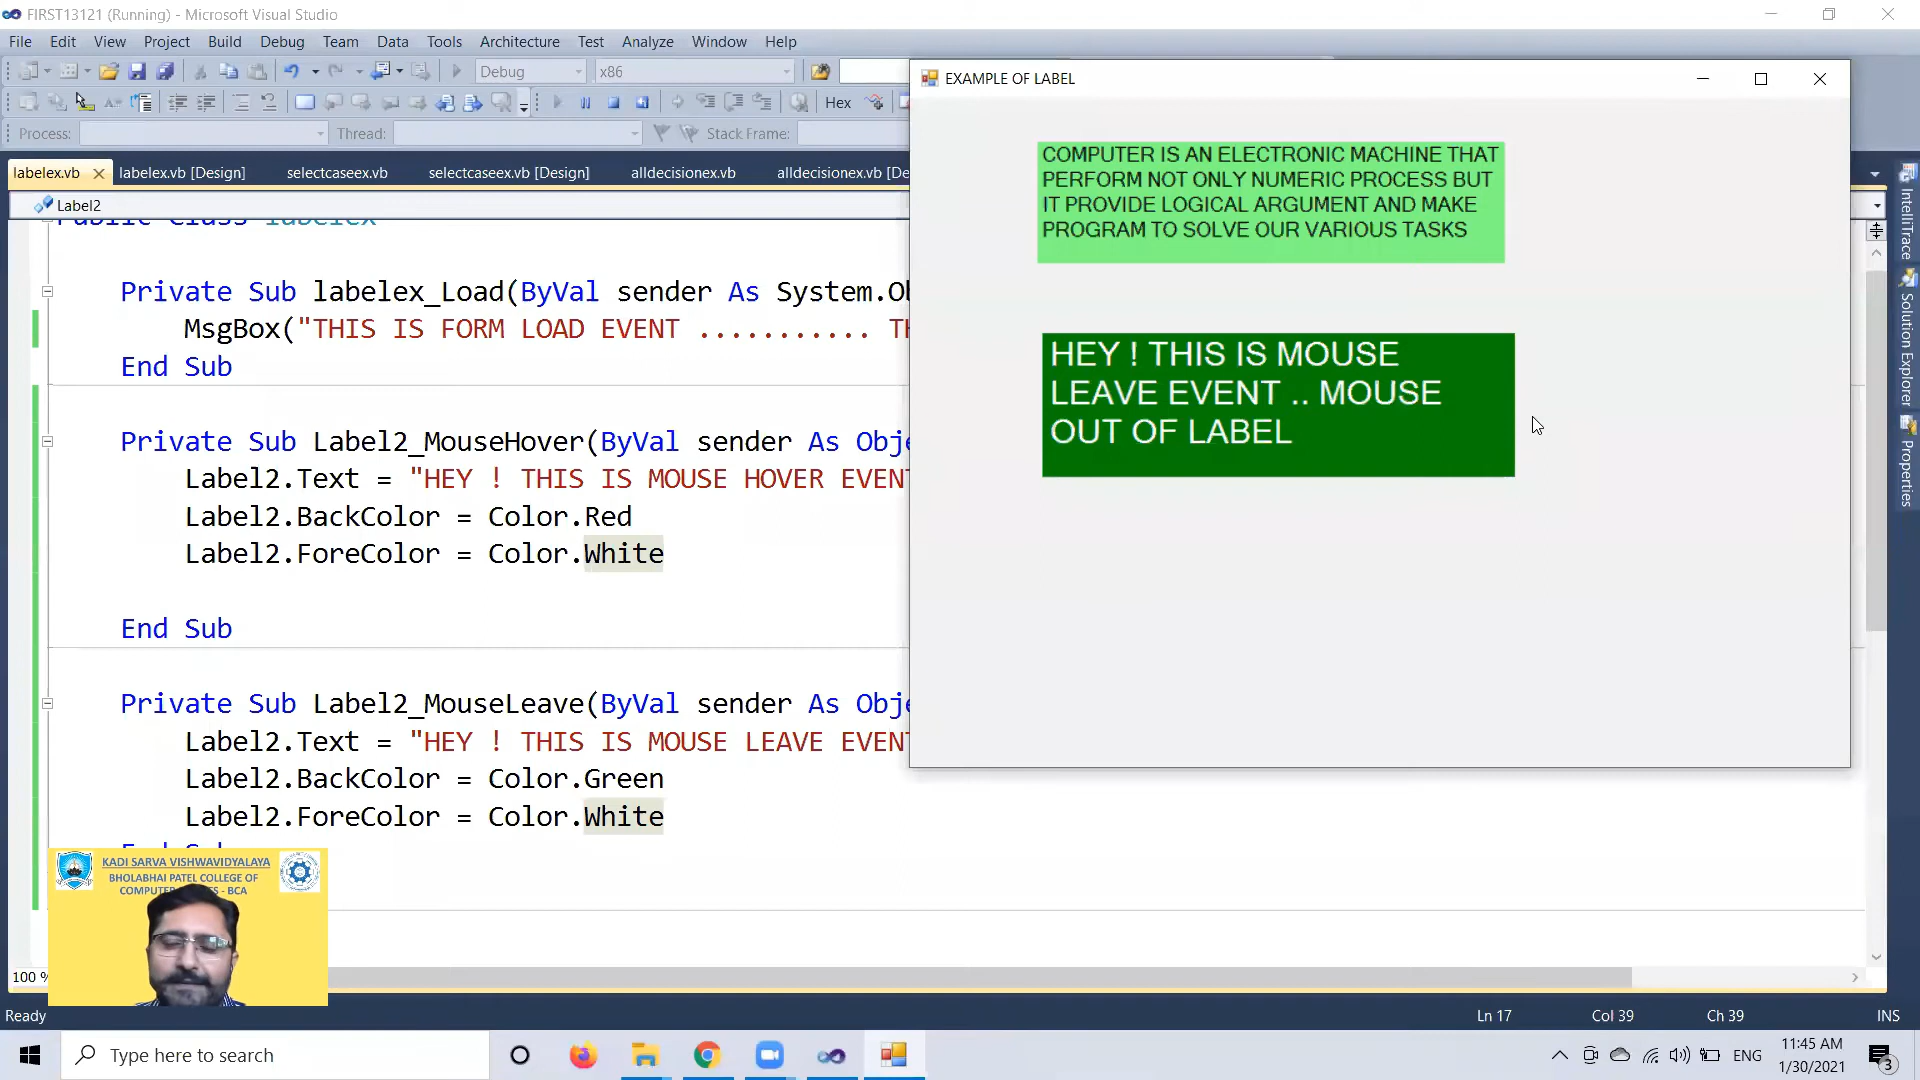 FIRST13121 (Running) - Microsoft Visual Studio
File Edit View Project Build Debug Team Data Tools Architecture Test Analyze Window Help
Debug x86
Hex
Process: Thread: Stack Frame:
labelex.vb labelex.vb [Design] selectcaseex.vb selectcaseex.vb [Design] alldecisionex.vb alldecisionex.vb [De
Label2
Public Class labelex
Private Sub labelex_Load(ByVal sender As System.Ob
MsgBox("THIS IS FORM LOAD EVENT ........... TH
End Sub
Private Sub Label2_MouseHover(ByVal sender As Obje
Label2.Text = "HEY ! THIS IS MOUSE HOVER EVENT
Label2.BackColor = Color.Red
Label2.ForeColor = Color.White
End Sub
Private Sub Label2_MouseLeave(ByVal sender As Obje
Label2.Text = "HEY ! THIS IS MOUSE LEAVE EVENT
Label2.BackColor = Color.Green
Label2.ForeColor = Color.White
End Sub
EXAMPLE OF LABEL
COMPUTER IS AN ELECTRONIC MACHINE THAT
PERFORM NOT ONLY NUMERIC PROCESS BUT
IT PROVIDE LOGICAL ARGUMENT AND MAKE
PROGRAM TO SOLVE OUR VARIOUS TASKS
HEY ! THIS IS MOUSE
LEAVE EVENT .. MOUSE
OUT OF LABEL
IntelliTrace
Solution Explorer
Properties
KADI SARVA VISHWAVIDYALAYA
BHOLABHAI PATEL COLLEGE OF
COMPUTER - BCA
100 %
Ready Ln 17 Col 39 Ch 39 INS
Type here to search
ENG
11:45 AM
1/30/2021
3